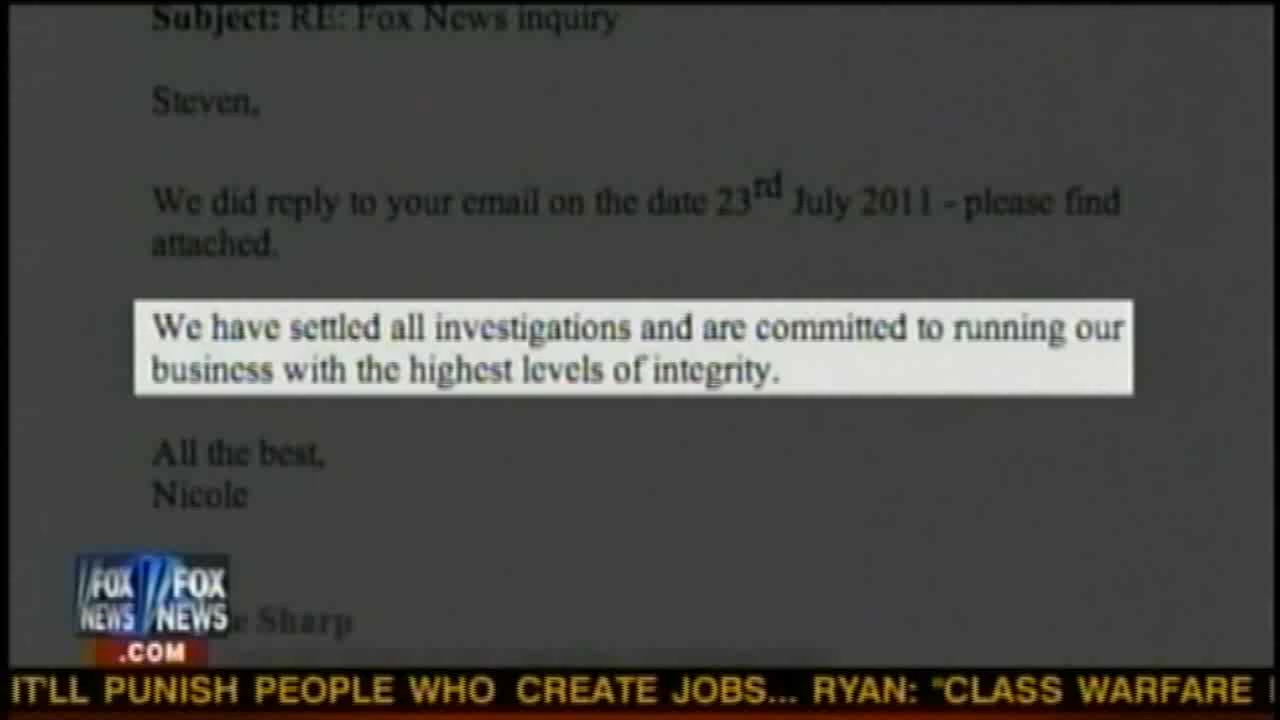 Subject: RE: Fox News inquiry
Steven,
We did reply to your email on the date 23rd July 2011 - please find
attached.
We have settled all investigations and are committed to running our
business with the highest levels of integrity.
All the best,
Nicole
Sharp
FOX NEWS FOX NEWS
.COM
IT'LL PUNISH PEOPLE WHO CREATE JOBS... RYAN: "CLASS WARFARE